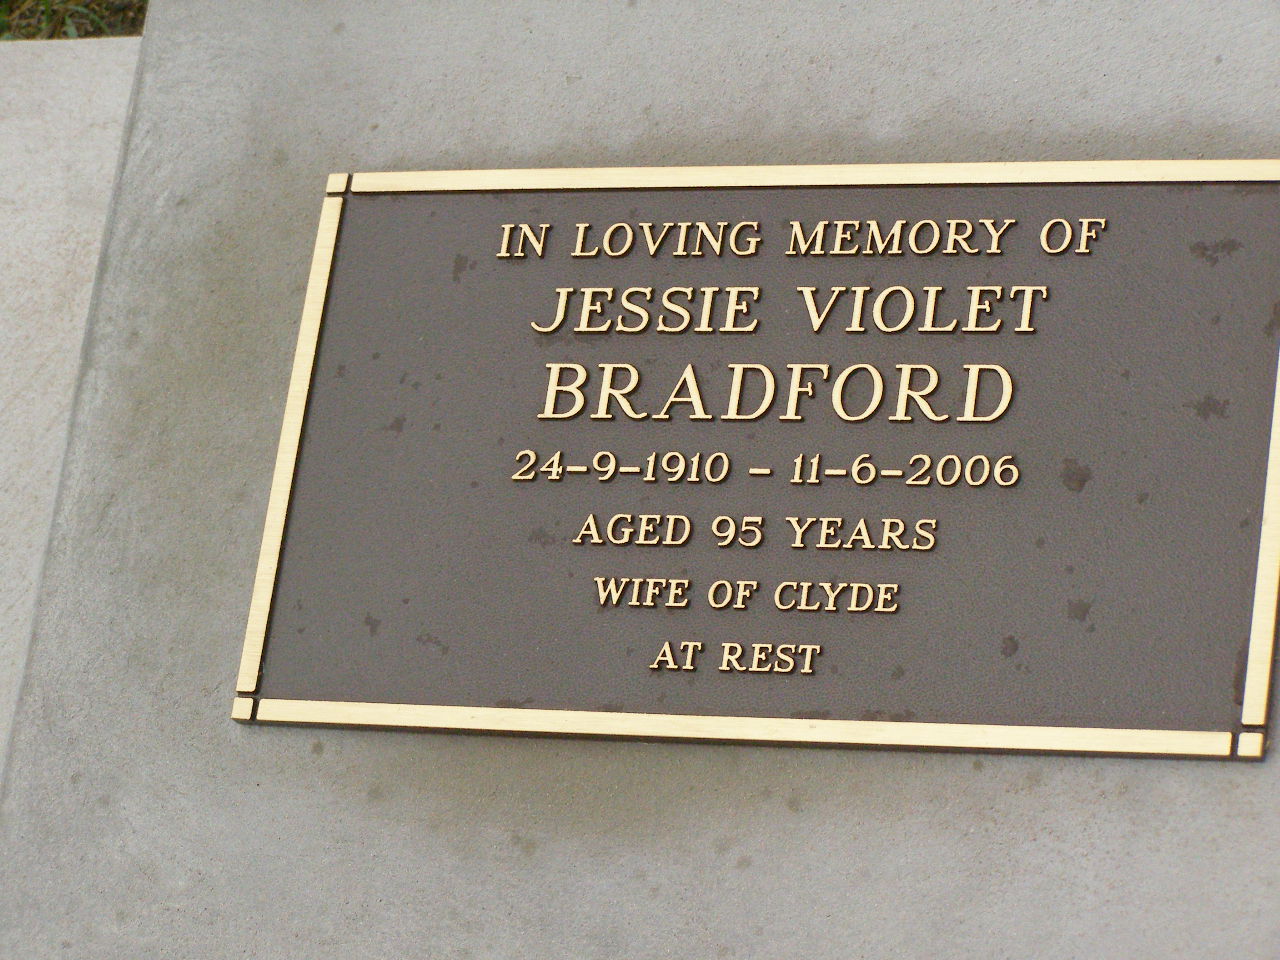 IN LOVING MEMORY OF
JESSIE VIOLET
BRADFORD
24-9-1910 - 11-6-2006
AGED 95 YEARS
WIFE OF CLYDE
AT REST